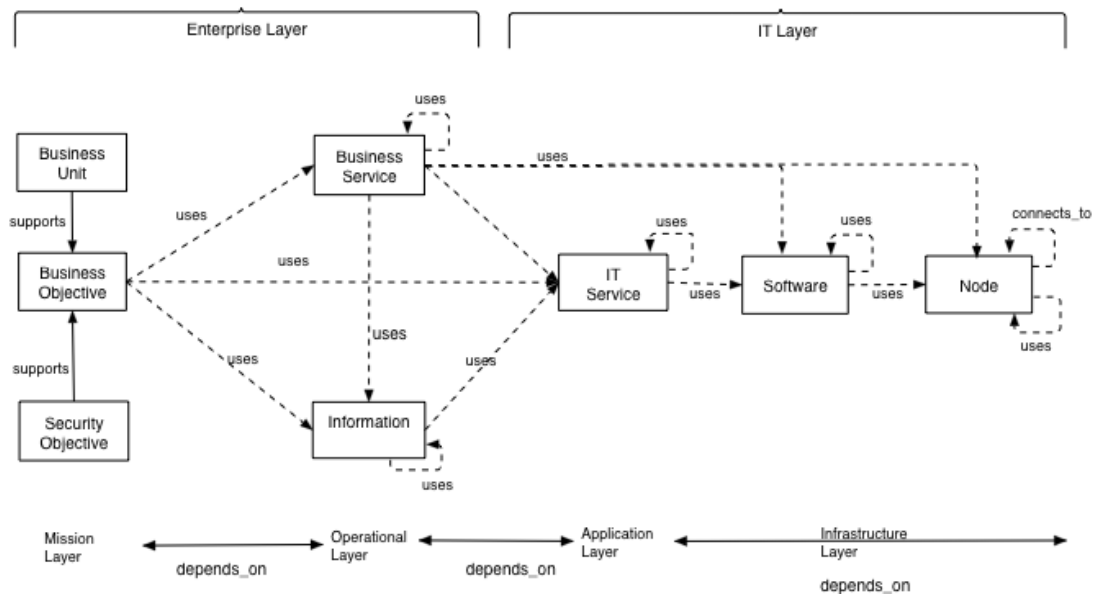 Enterprise Layer
IT Layer
uses
Business
Unit
Business
Service
uses
supports
uses
uses
uses
connects_to
Business
Objective
uses
IT
Service
Software
Node
uses
uses
supports
uses
uses
uses
uses
Security
Objective
Information
uses
Mission
Layer
Operational
Layer
Application
Layer
Infrastructure
Layer
depends_on
depends_on
depends_on